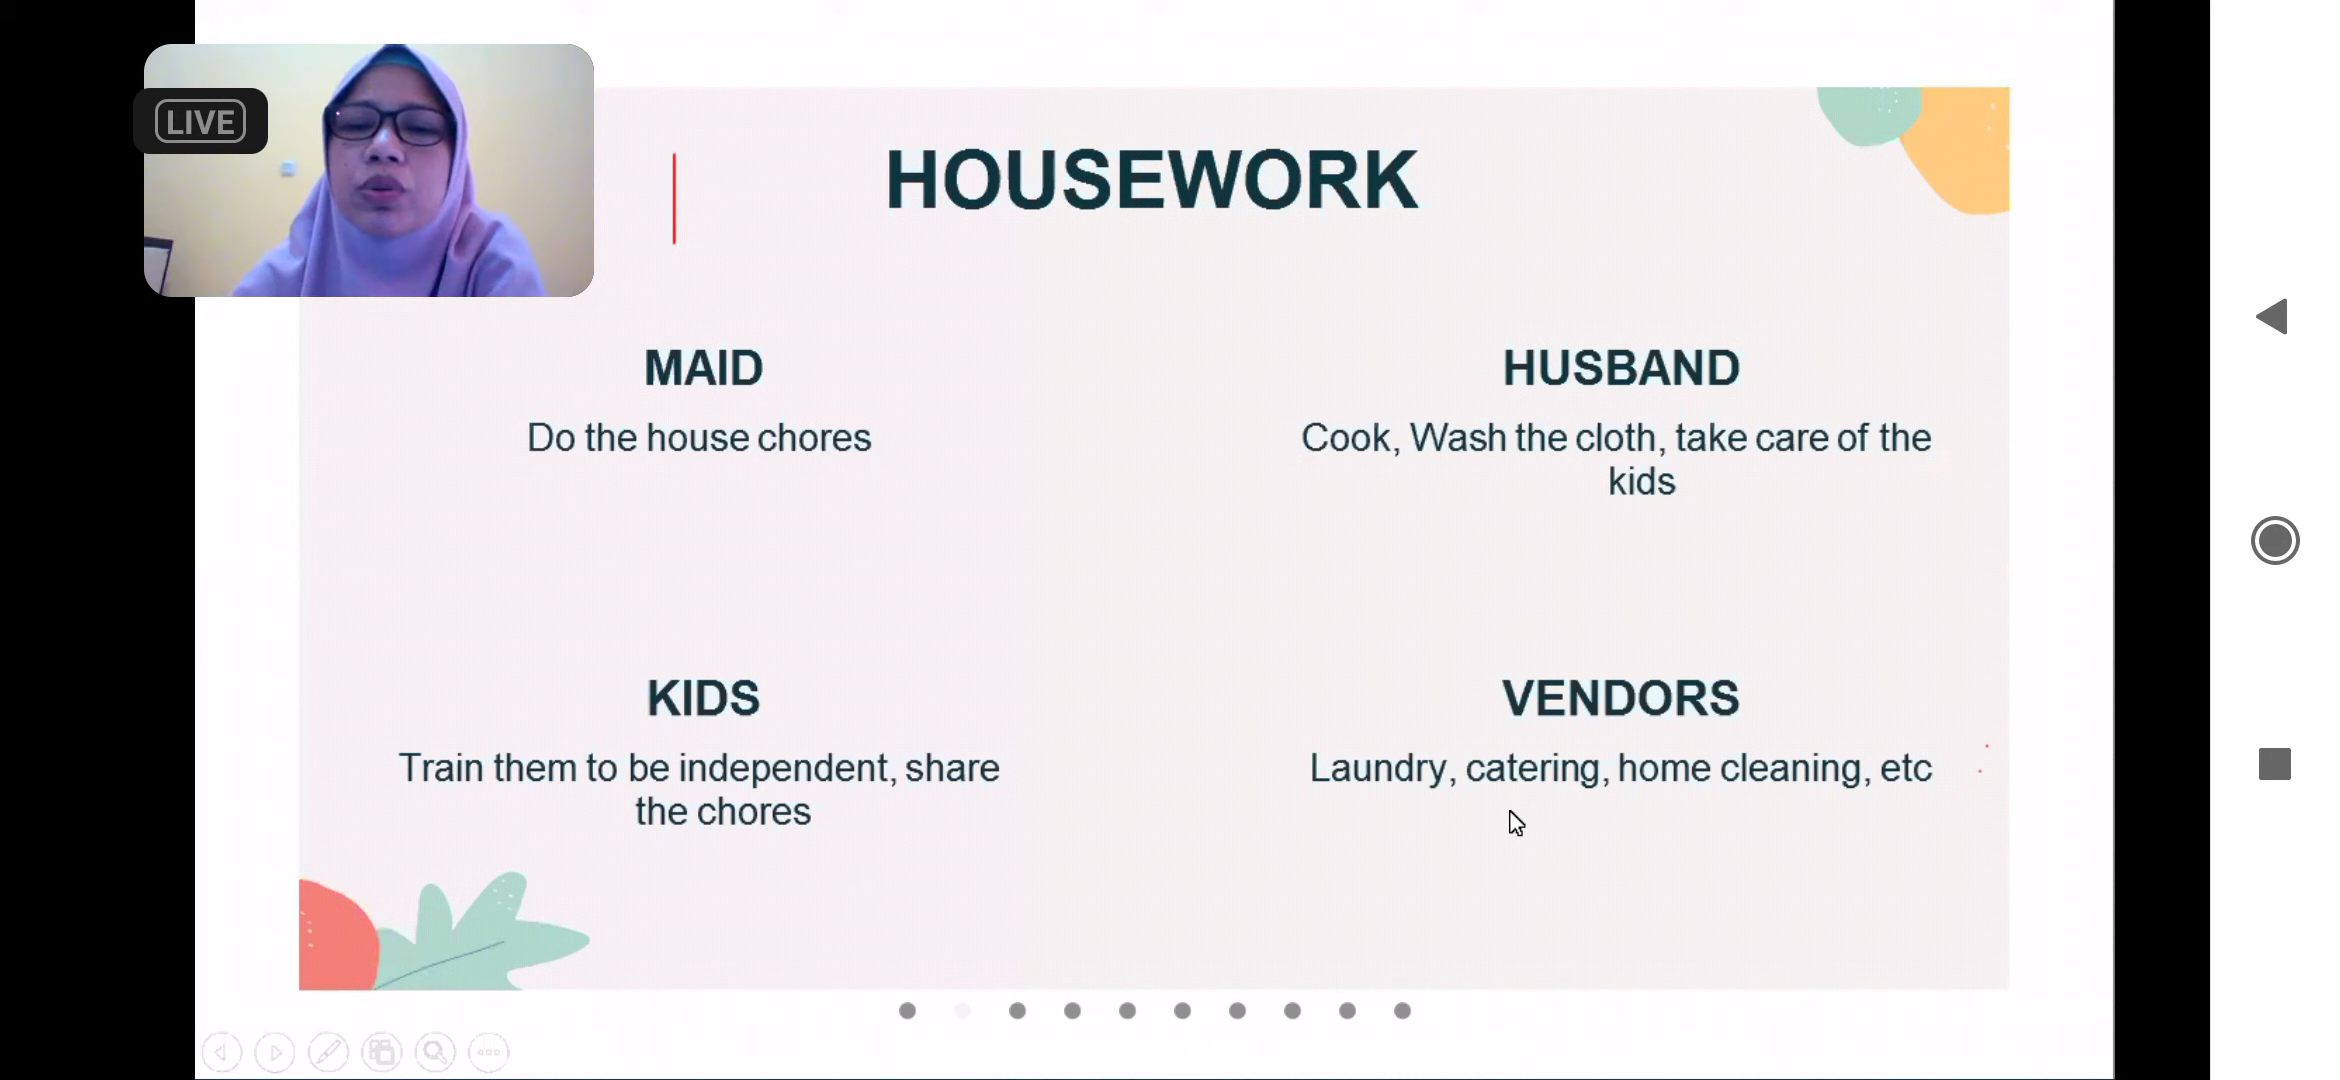 LIVE
HOUSEWORK
MAID
Do the house chores
HUSBAND
Cook, Wash the cloth, take care of the
kids
KIDS
Train them to be independent, share
the chores
VENDORS
Laundry, catering, home cleaning, etc